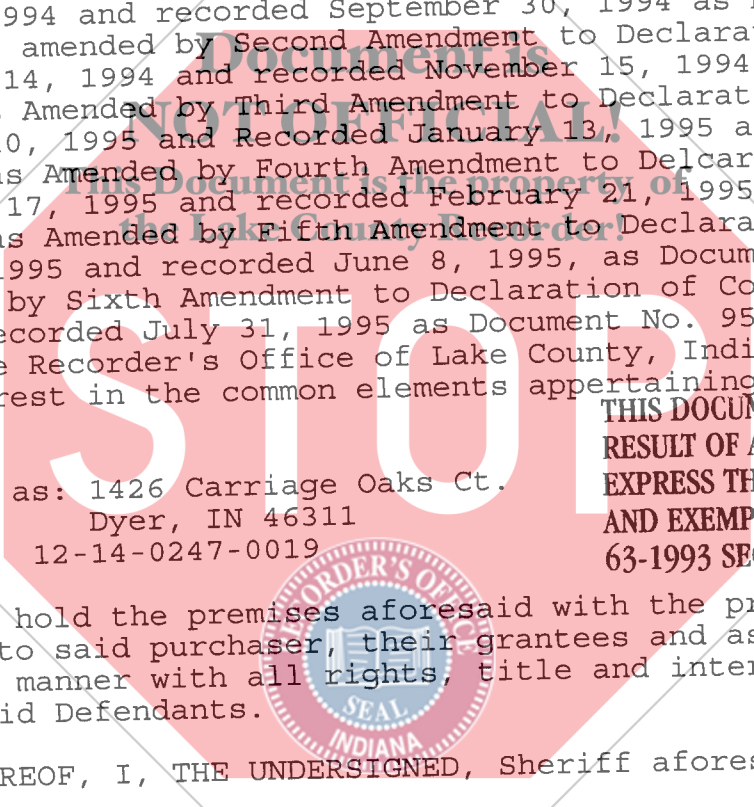 994 and recorded September 30, 1994 as
amended by Second Amendment to Declara
14, 1994 and recorded November 15, 1994
Amended by Third Amendment to Declarat
0, 1995 and Recorded January 13, 1995 a
s Amended by Fourth Amendment to Delcar
17, 1995 and recorded February 21, 1995
as Amended by Fifth Amendment to Declara
1995 and recorded June 8, 1995, as Docum
by Sixth Amendment to Declaration of Co
ecorded July 31, 1995 as Document No. 95
e Recorder's Office of Lake County, Indi
rest in the common elements appertaining
Document is
NOT OFFICIAL!
This Document is the property of
the Lake County Recorder!
STOP
THIS DOCUM
RESULT OF A
EXPRESS TH
AND EXEMP
63-1993 SE
as: 1426 Carriage Oaks Ct.
Dyer, IN 46311
12-14-0247-0019
RECORDER'S OFFICE
SEAL
INDIANA
hold the premises aforesaid with the pr
to said purchaser, their grantees and as
manner with all rights, title and inter
id Defendants.
REOF, I, THE UNDERSIGNED, Sheriff afores